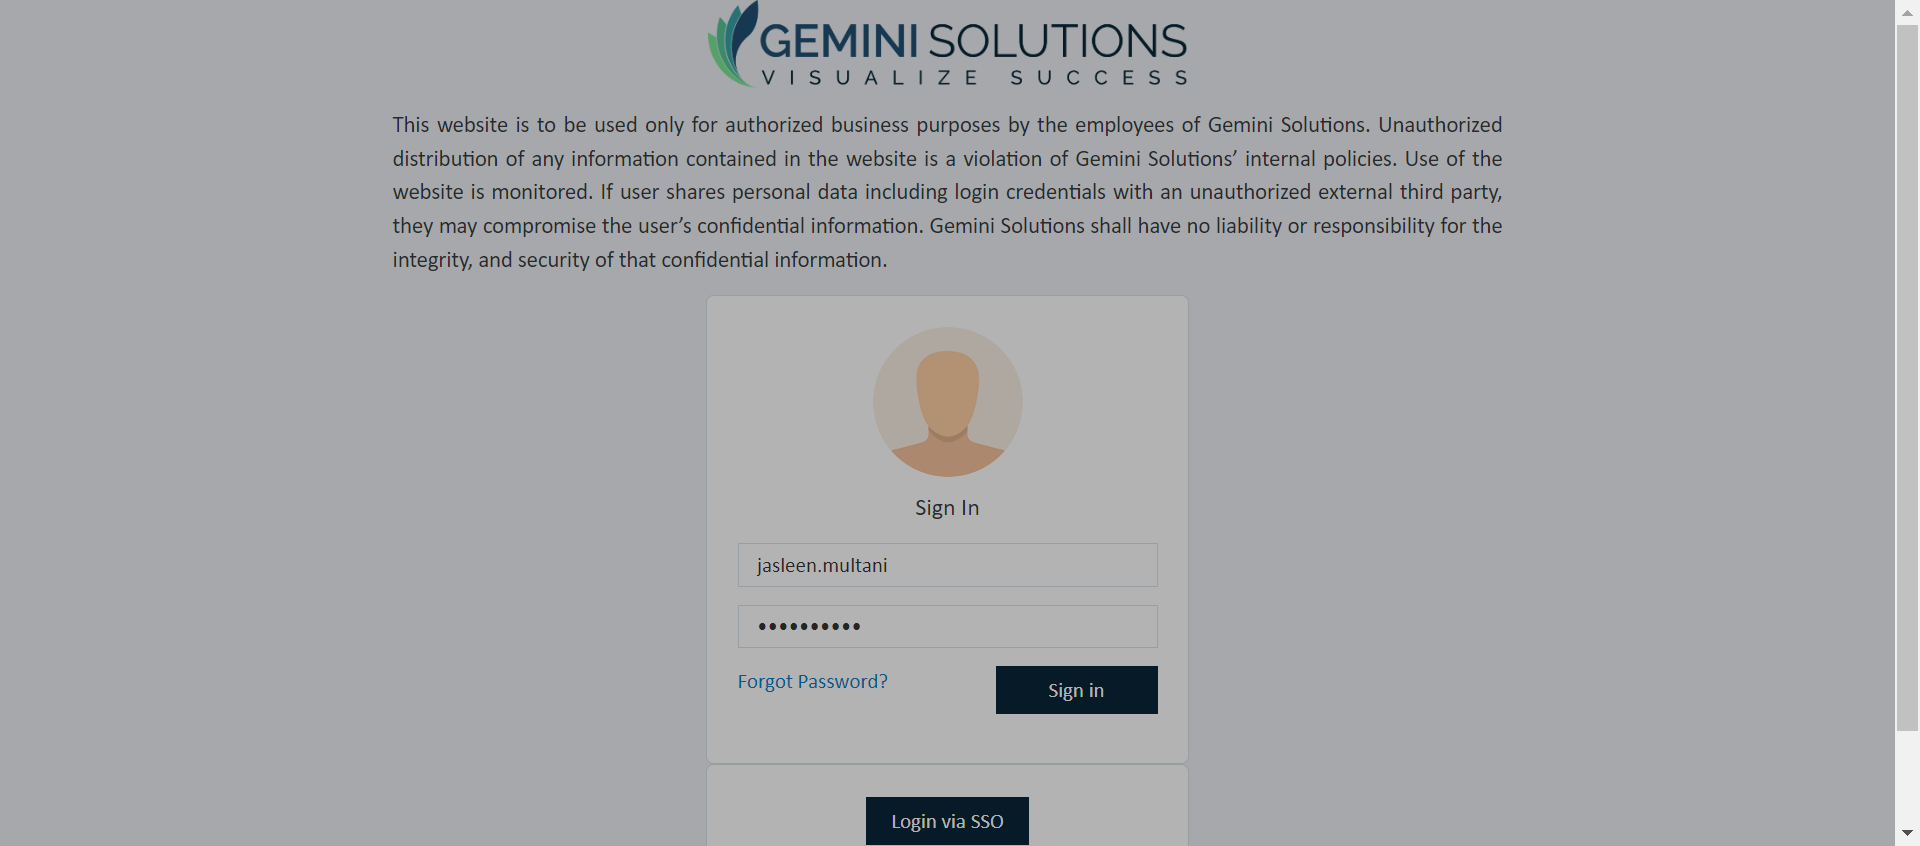 GEMINI SOLUTIONS
VISUALIZE SUCCESS
This website is to be used only for authorized business purposes by the employees of Gemini Solutions. Unauthorized
distribution of any information contained in the website is a violation of Gemini Solutions’ internal policies. Use of the
website is monitored. If user shares personal data including login credentials with an unauthorized external third party,
they may compromise the user’s confidential information. Gemini Solutions shall have no liability or responsibility for the
integrity, and security of that confidential information.
Sign In
jasleen.multani
••••••••••
Forgot Password?
Sign in
Login via SSO